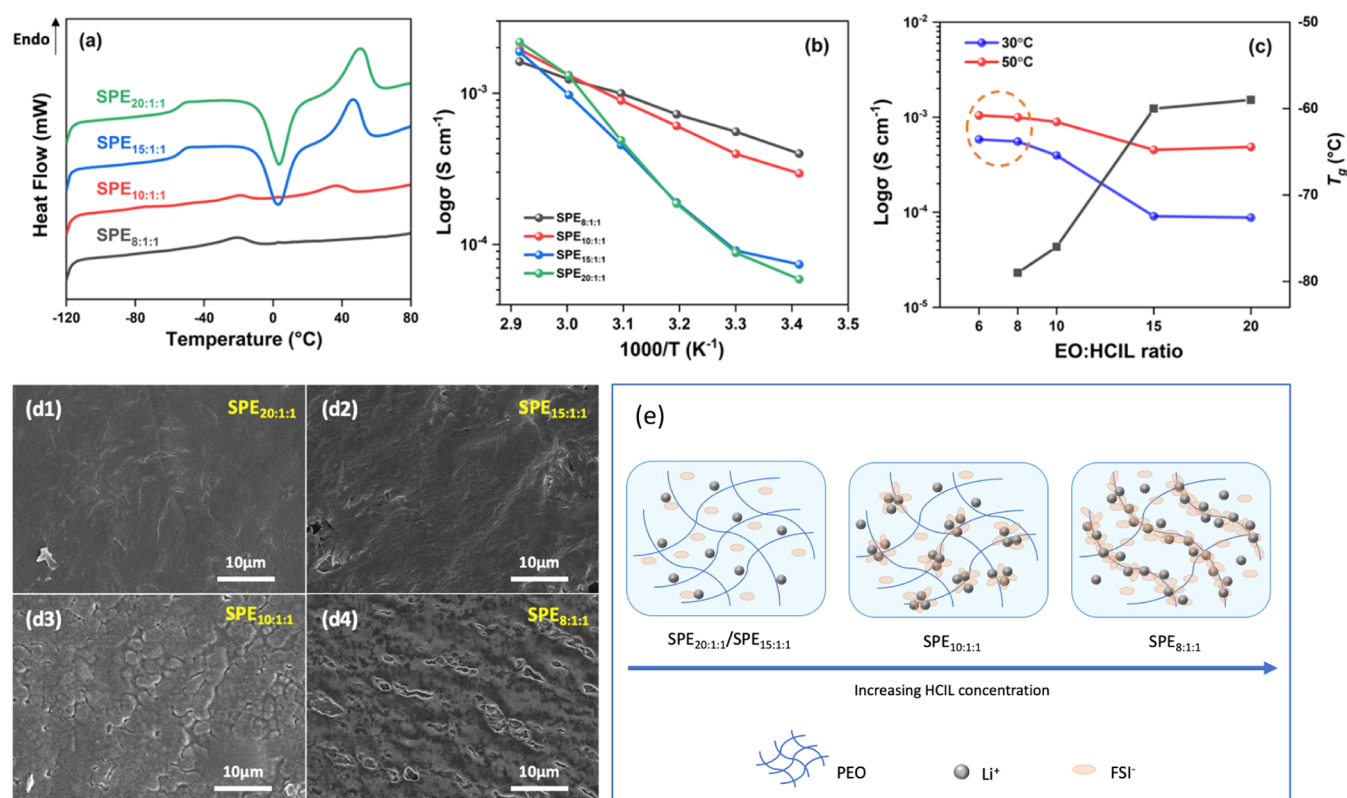 Endo
(a)
SPE20:1:1
SPE15:1:1
SPE10:1:1
SPE8:1:1
Heat Flow (mW)
-120 -80 -40 0 40 80
Temperature (°C)
(b)
10-3
10-4
Logσ (S cm-1)
SPE8:1:1
SPE10:1:1
SPE15:1:1
SPE20:1:1
2.9 3.0 3.1 3.2 3.3 3.4 3.5
1000/T (K-1)
(c)
30°C
50°C
10-2
10-3
10-4
10-5
Logσ (S cm-1)
-50
-60
-70
-80
Tg (°C)
6 8 10 15 20
EO:HCIL ratio
(d1)
SPE20:1:1
10μm
(d2)
SPE15:1:1
10μm
(d3)
SPE10:1:1
10μm
(d4)
SPE8:1:1
10μm
(e)
SPE20:1:1/SPE15:1:1
SPE10:1:1
SPE8:1:1
Increasing HCIL concentration
PEO
Li+
FSI-